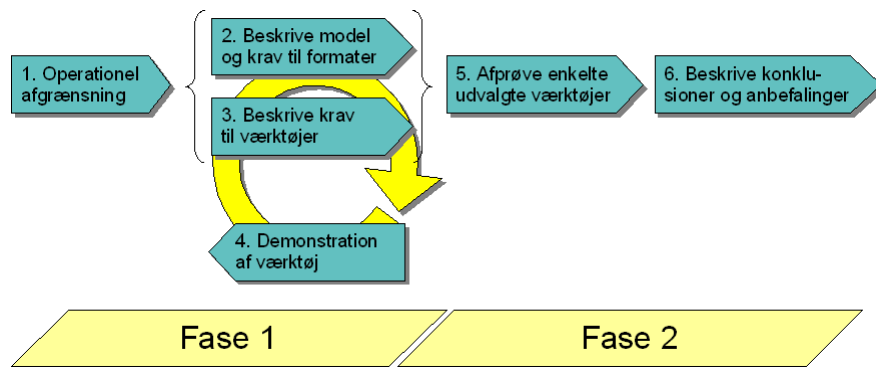 1. Operationel
afgrænsning
2. Beskrive model
og krav til formater
3. Beskrive krav
til værktøjer
4. Demonstration
af værktøj
5. Afprøve enkelte
udvalgte værktøjer
6. Beskrive konklu-
sioner og anbefalinger
Fase 1
Fase 2